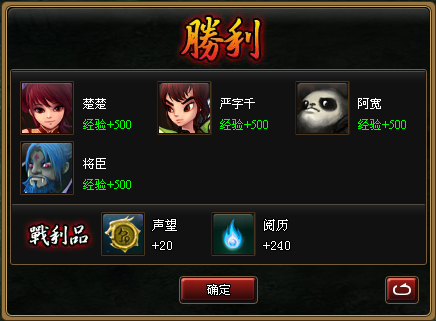 勝利
楚楚
经验+500
严字千
经验+500
阿宽
经验+500
将臣
经验+500
戰利品
声望
+20
阅历
+240
确定